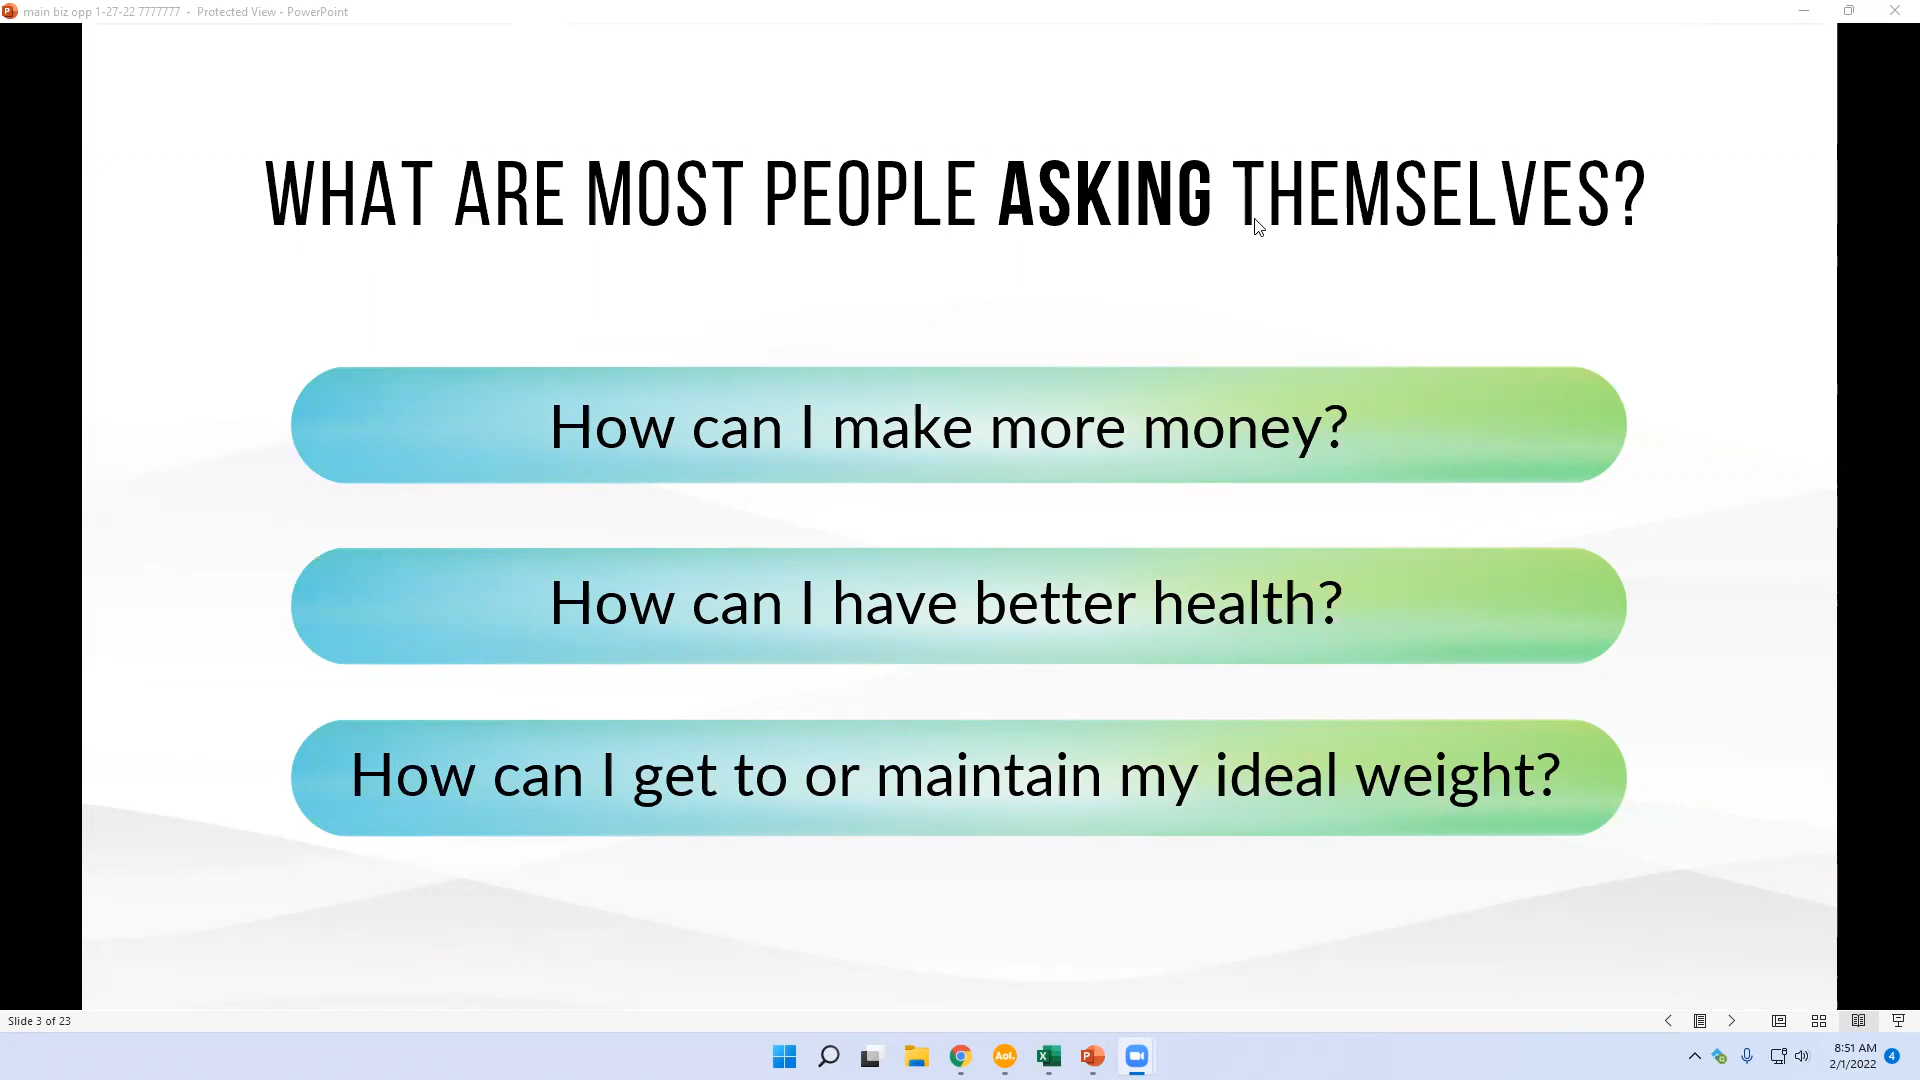 main biz opp 1-27-22 7777777 - Protected View - PowerPoint
WHAT ARE MOST PEOPLE ASKING THEMSELVES?
How can I make more money?
How can I have better health?
How can I get to or maintain my ideal weight?
Slide 3 of 23
Aol.
8:51 AM
2/1/2022
4